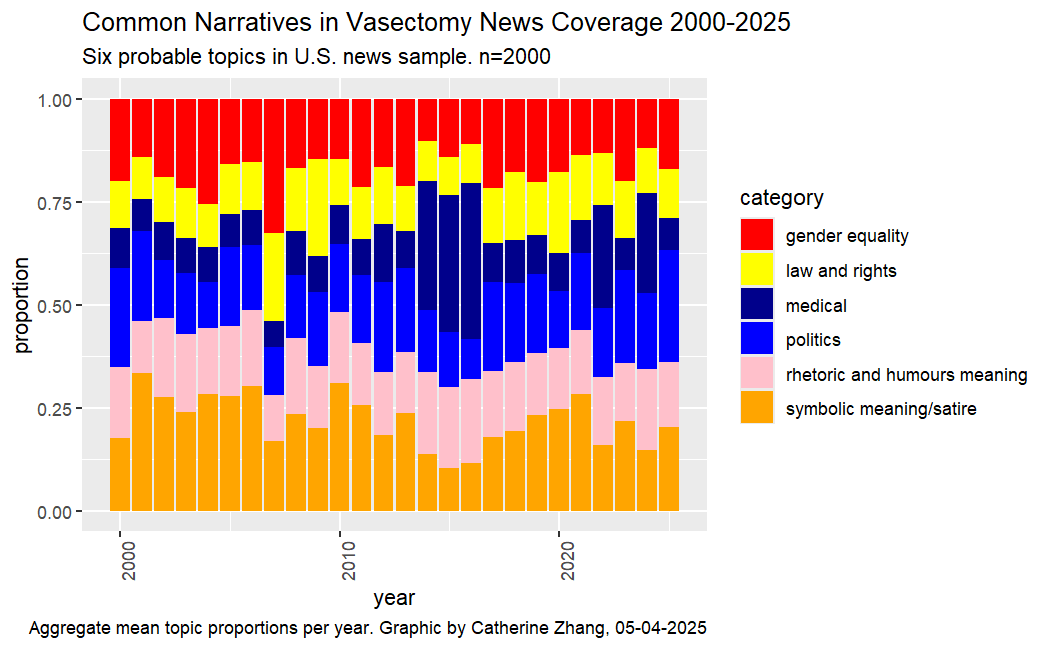 Common Narratives in Vasectomy News Coverage 2000-2025
Six probable topics in U.S. news sample. n=2000
1.00
0.75
0.50
0.25
0.00
proportion
2000
2010
2020
year
category
gender equality
law and rights
medical
politics
rhetoric and humours meaning
symbolic meaning/satire
Aggregate mean topic proportions per year. Graphic by Catherine Zhang, 05-04-2025